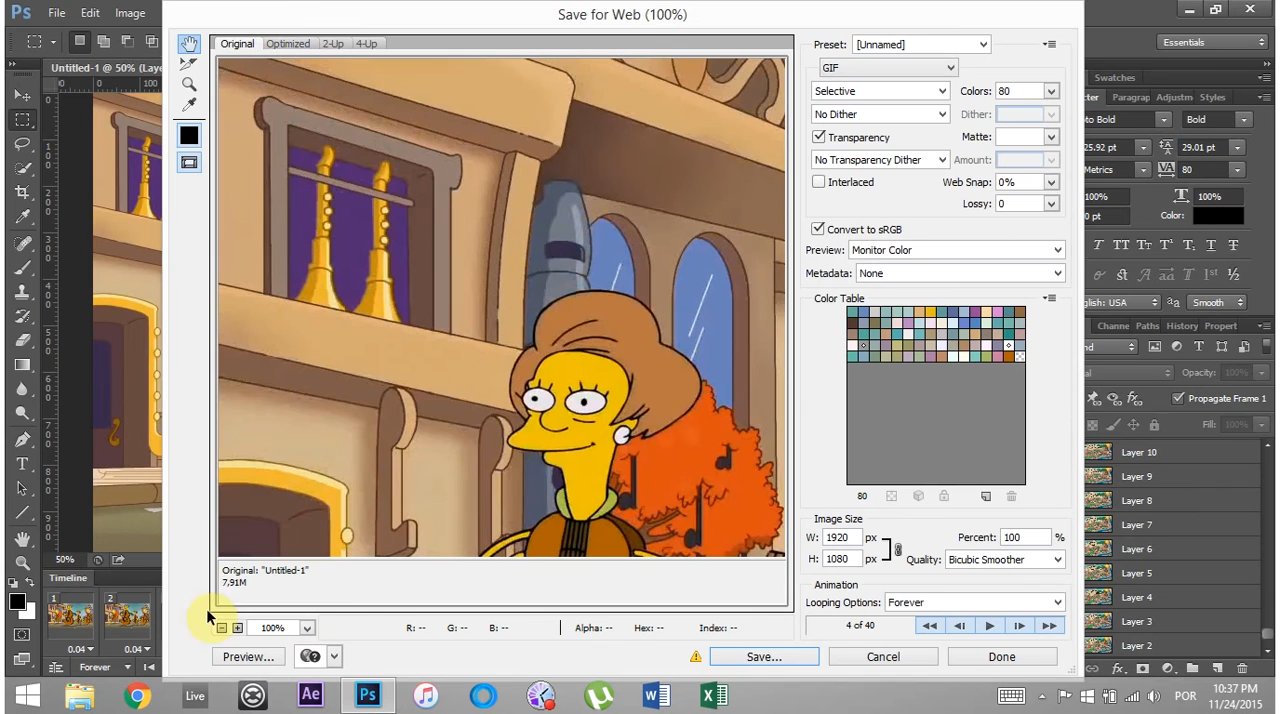 Ps File Edit Image
Save for Web (100%)
Essentials
Untitled-1 @ 50% (Laye
Original Optimized 2-Up 4-Up
Preset: [Unnamed]
GIF
Selective Colors: 80
No Dither Dither:
Transparency Matte:
No Transparency Dither Amount:
Interlaced Web Snap: 0%
Lossy: 0
Convert to sRGB
Preview: Monitor Color
Metadata: None
Color Table
80
Image Size
W: 1920 px Percent: 100 %
H: 1080 px Quality: Bicubic Smoother
Animation
Looping Options: Forever
4 of 40
Original: "Untitled-1"
7,91M
100% R: -- G: -- B: -- Alpha: -- Hex: -- Index: --
Preview... Save... Cancel Done
Swatches
cter Paragrap Adjustm Styles
to Bold Bold
25.92 pt 29.01 pt
Metrics 80
100% 100%
0 pt Color:
glish: USA Smooth
Channe Paths History Propert
nd
al Opacity: 100%
Propagate Frame 1
Fill: 100%
Layer 10
Layer 9
Layer 8
Layer 7
Layer 6
Layer 5
Layer 4
Layer 3
Layer 2
50%
Timeline
1 2
0.04 0.04
Forever
Live Ae Ps
POR
10:37 PM
11/24/2015